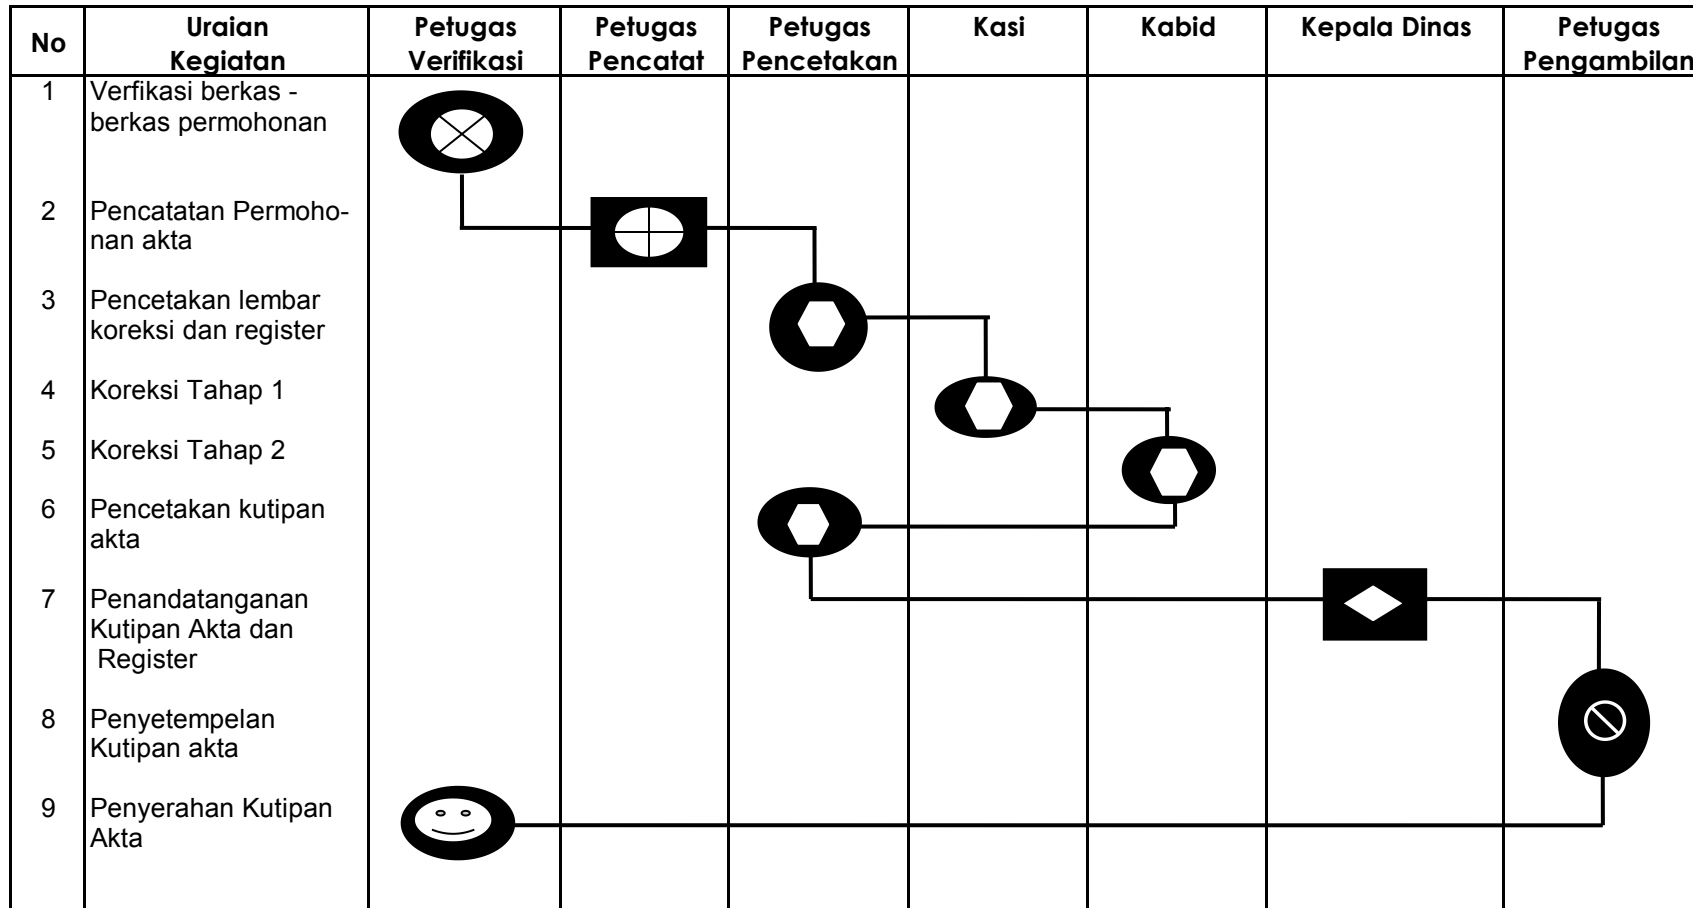 No
Uraian
Kegiatan
Petugas
Verifikasi
Petugas
Pencatat
Petugas
Pencetakan
Kasi
Kabid
Kepala Dinas
Petugas
Pengambilan
1
Verfikasi berkas -
berkas permohonan
2
Pencatatan Permoho-
nan akta
3
Pencetakan lembar
koreksi dan register
4
Koreksi Tahap 1
5
Koreksi Tahap 2
6
Pencetakan kutipan
akta
7
Penandatanganan
Kutipan Akta dan
Register
8
Penyetempelan
Kutipan akta
9
Penyerahan Kutipan
Akta